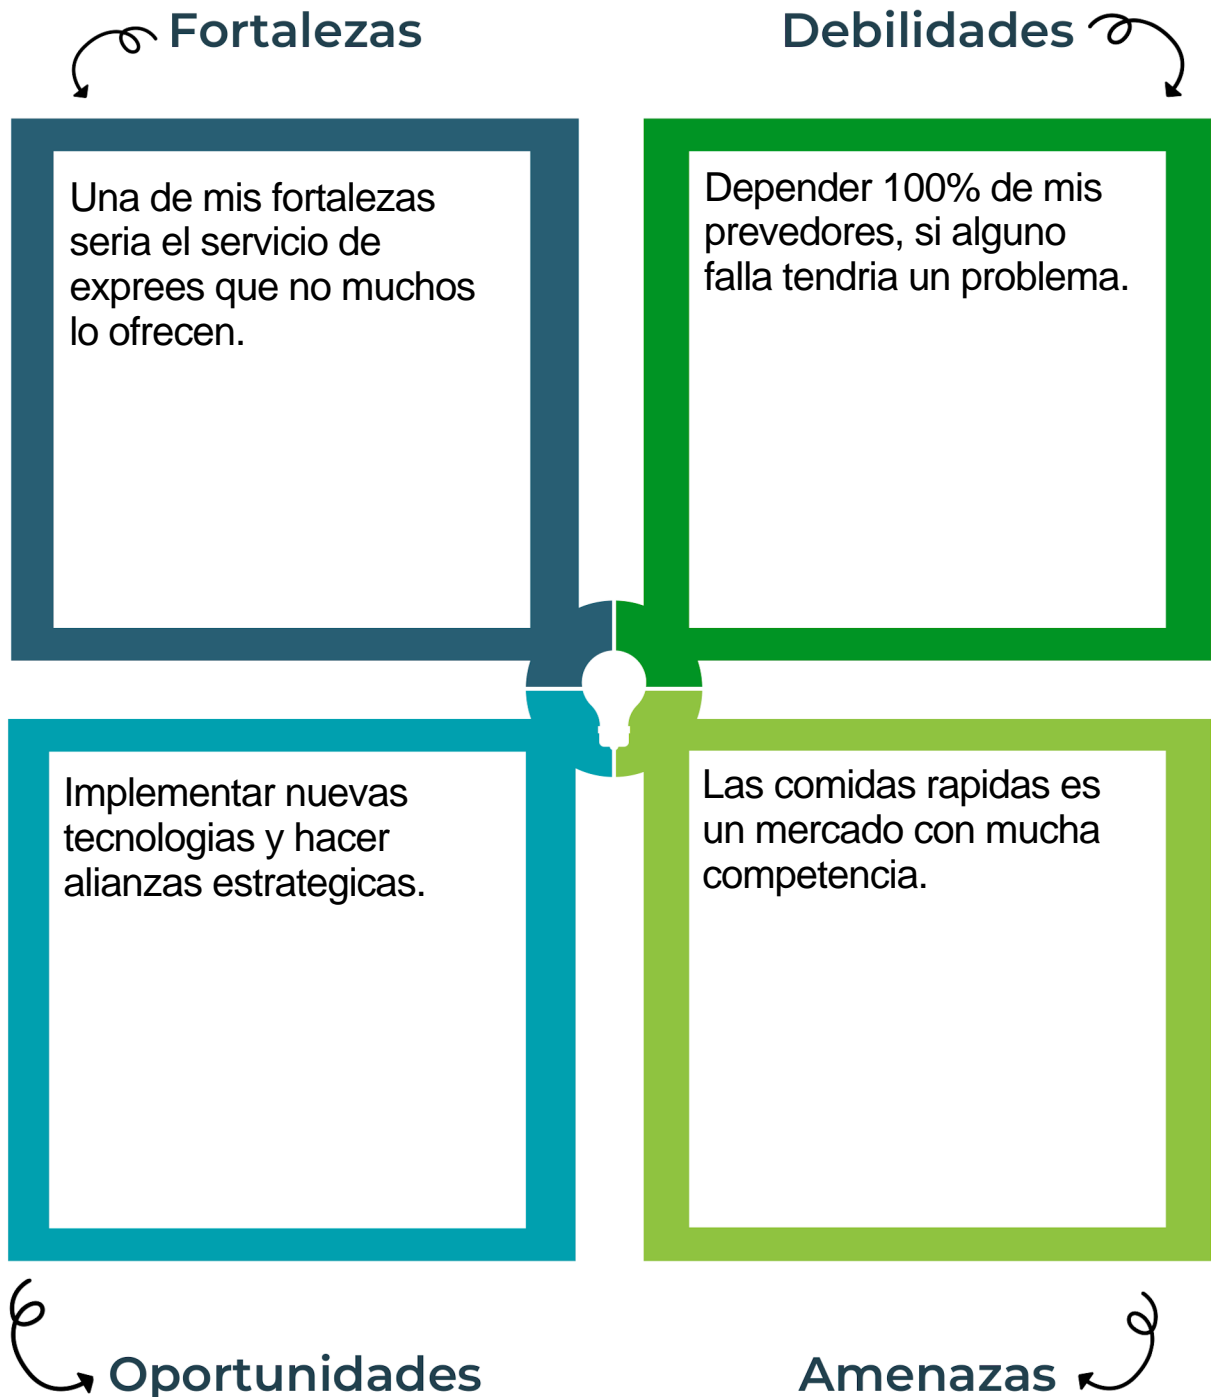 Fortalezas
Debilidades
Una de mis fortalezas
seria el servicio de
exprees que no muchos
lo ofrecen.
Depender 100% de mis
prevedores, si alguno
falla tendria un problema.
Implementar nuevas
tecnologias y hacer
alianzas estrategicas.
Las comidas rapidas es
un mercado con mucha
competencia.
Oportunidades
Amenazas